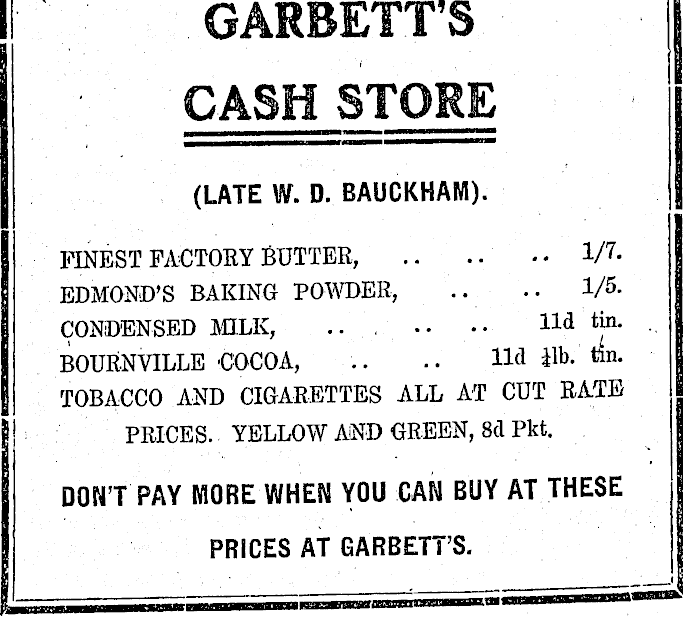 GARBETT'S
CASH STORE
(LATE W. D. BAUCKHAM).
FINEST FACTORY BUTTER, .. .. .. 1/7.
EDMOND'S BAKING POWDER, .. .. 1/5.
CONDENSED MILK, .. .. .. 11d tin.
BOURNVILLE COCOA, .. .. 11d ¼lb. tin.
TOBACCO AND CIGARETTES ALL AT CUT RATE
PRICES. YELLOW AND GREEN, 8d Pkt.
DON'T PAY MORE WHEN YOU CAN BUY AT THESE
PRICES AT GARBETT'S.